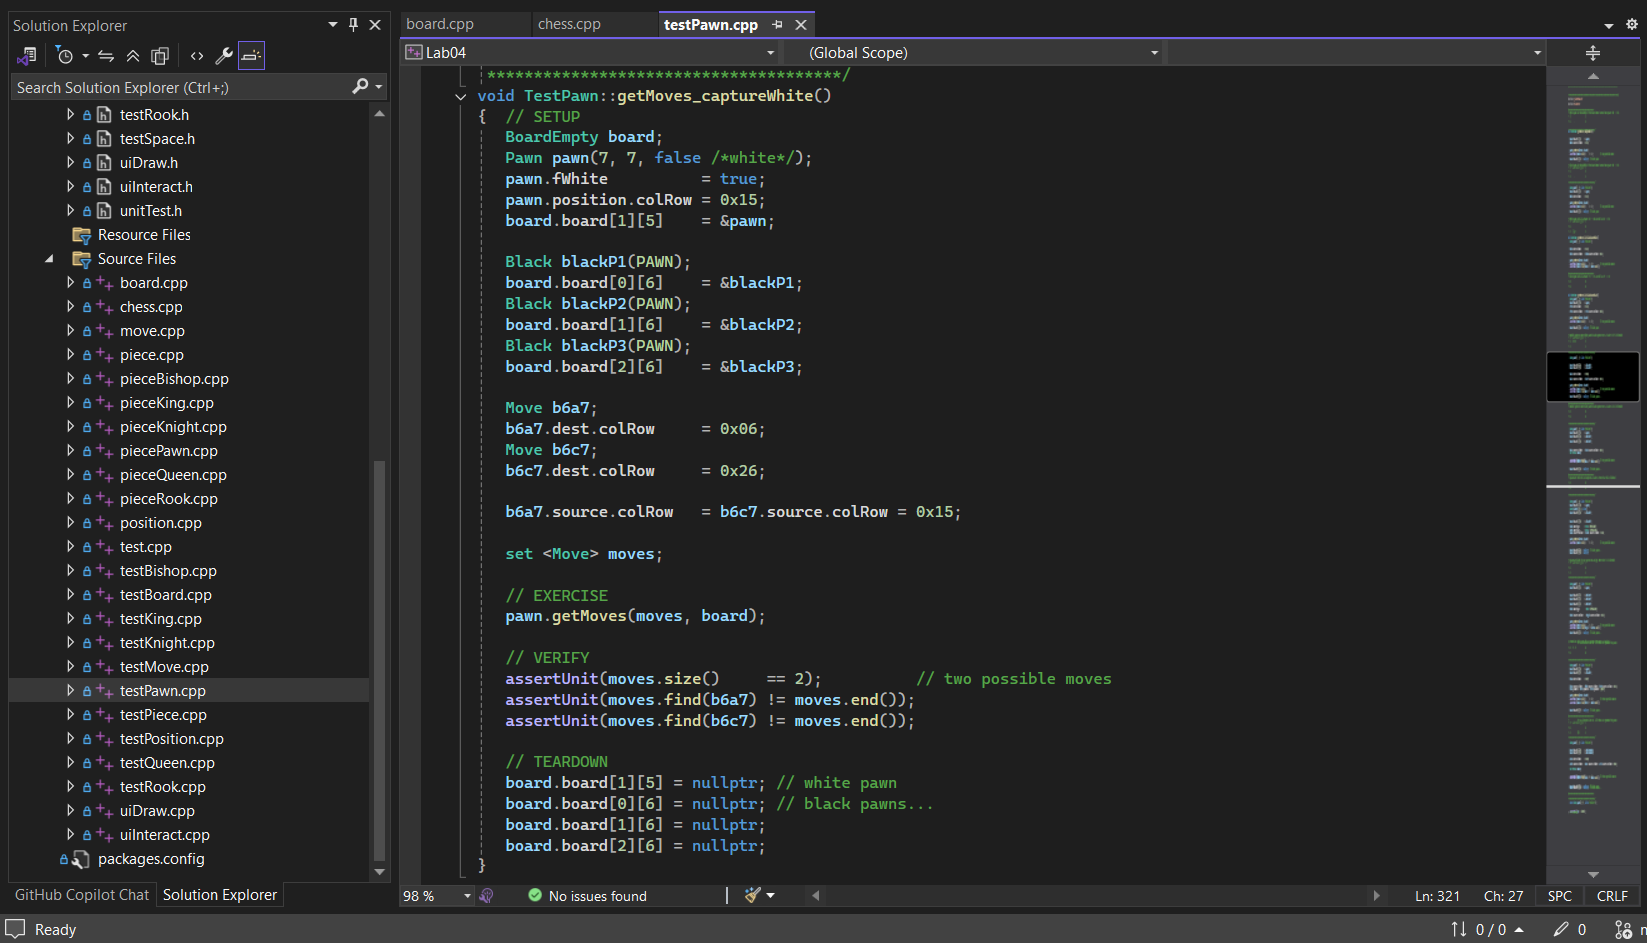 Solution Explorer
Search Solution Explorer (Ctrl+;)
testRook.h
testSpace.h
uiDraw.h
uiInteract.h
unitTest.h
Resource Files
Source Files
board.cpp
chess.cpp
move.cpp
piece.cpp
pieceBishop.cpp
pieceKing.cpp
pieceKnight.cpp
piecePawn.cpp
pieceQueen.cpp
pieceRook.cpp
position.cpp
test.cpp
testBishop.cpp
testBoard.cpp
testKing.cpp
testKnight.cpp
testMove.cpp
testPawn.cpp
testPiece.cpp
testPosition.cpp
testQueen.cpp
testRook.cpp
uiDraw.cpp
uiInteract.cpp
packages.config
GitHub Copilot Chat Solution Explorer
board.cpp chess.cpp testPawn.cpp
Lab04 (Global Scope)
**************************************/
void TestPawn::getMoves_captureWhite()
{  // SETUP
BoardEmpty board;
Pawn pawn(7, 7, false /*white*/);
pawn.fWhite          = true;
pawn.position.colRow = 0x15;
board.board[1][5]    = &pawn;
Black blackP1(PAWN);
board.board[0][6]    = &blackP1;
Black blackP2(PAWN);
board.board[1][6]    = &blackP2;
Black blackP3(PAWN);
board.board[2][6]    = &blackP3;
Move b6a7;
b6a7.dest.colRow     = 0x06;
Move b6c7;
b6c7.dest.colRow     = 0x26;
b6a7.source.colRow   = b6c7.source.colRow = 0x15;
set <Move> moves;
// EXERCISE
pawn.getMoves(moves, board);
// VERIFY
assertUnit(moves.size()     == 2);          // two possible moves
assertUnit(moves.find(b6a7) != moves.end());
assertUnit(moves.find(b6c7) != moves.end());
// TEARDOWN
board.board[1][5] = nullptr; // white pawn
board.board[0][6] = nullptr; // black pawns...
board.board[1][6] = nullptr;
board.board[2][6] = nullptr;
}
98 % No issues found Ln: 321 Ch: 27 SPC CRLF
Ready 0 / 0 0